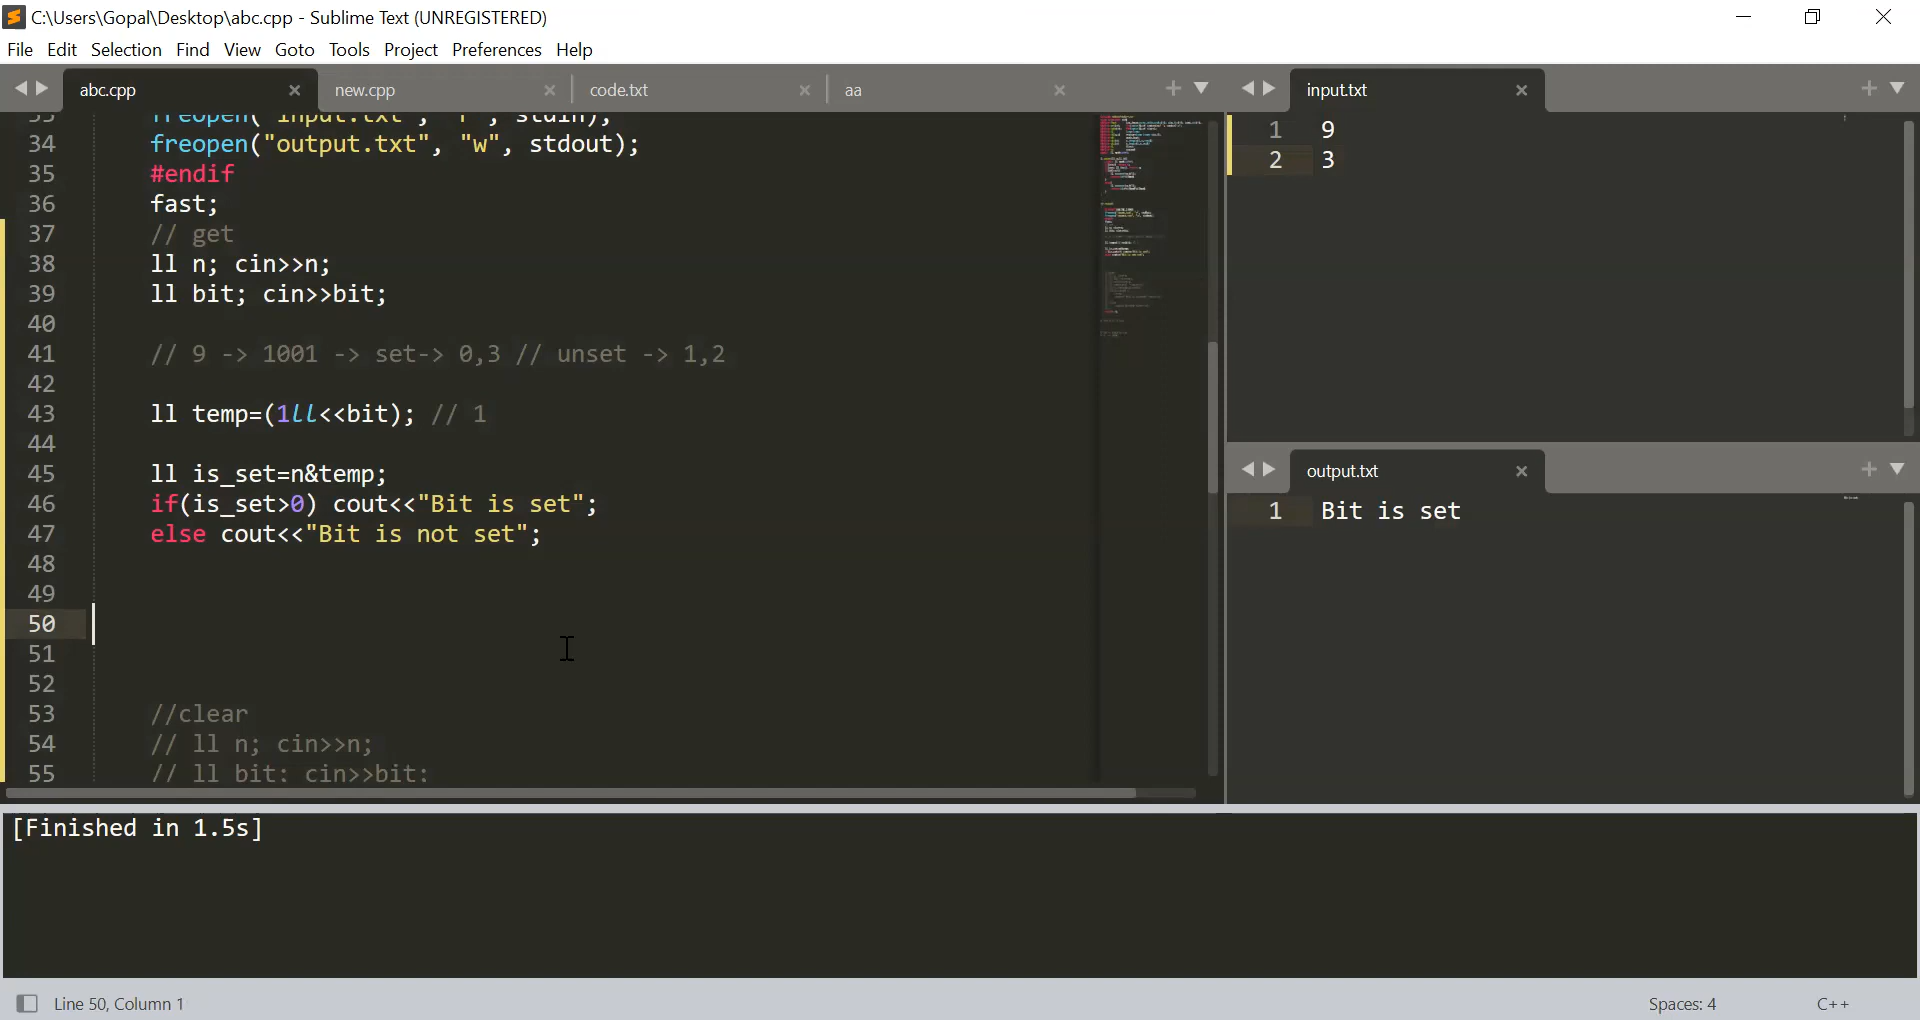 C:\Users\Gopal\Desktop\abc.cpp - Sublime Text (UNREGISTERED)
File Edit Selection Find View Goto Tools Project Preferences Help
abc.cpp new.cpp code.txt aa
33 freopen("input.txt", "r", stdin);
34 freopen("output.txt", "w", stdout);
35 #endif
36 fast;
37 // get
38 ll n; cin>>n;
39 ll bit; cin>>bit;
40
41 // 9 -> 1001 -> set-> 0,3 // unset -> 1,2
42
43 ll temp=(1ll<<bit); // 1
44
45 ll is_set=n&temp;
46 if(is_set>0) cout<<"Bit is set";
47 else cout<<"Bit is not set";
48
49
50
51
52
53 //clear
54 // ll n; cin>>n;
55 // ll bit; cin>>bit;
input.txt
1 9
2 3
output.txt
1 Bit is set
[Finished in 1.5s]
Line 50, Column 1
Spaces: 4
C++